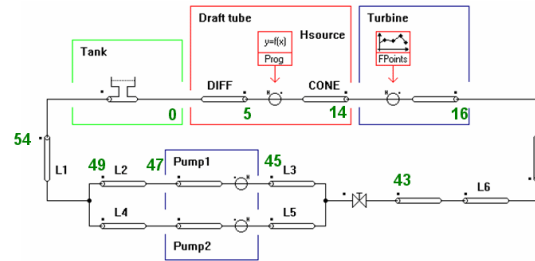 Draft tube
Turbine
y=f(x)
Hsource
Prog
FPoints
Tank
DIFF
CONE
0
5
14
16
54
L1
49
L2
47
Pump1
45
L3
43
L6
L4
L5
Pump2